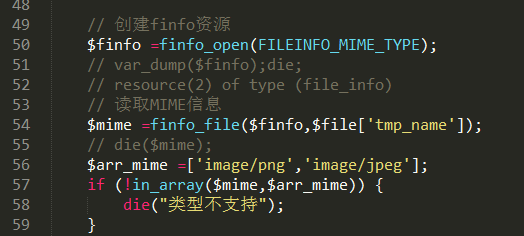 48
49 // 创建finfo资源
50 $finfo =finfo_open(FILEINFO_MIME_TYPE);
51 // var_dump($finfo);die;
52 // resource(2) of type (file_info)
53 // 读取MIME信息
54 $mime =finfo_file($finfo,$file['tmp_name']);
55 // die($mime);
56 $arr_mime =['image/png','image/jpeg'];
57 if (!in_array($mime,$arr_mime)) {
58 die("类型不支持");
59 }